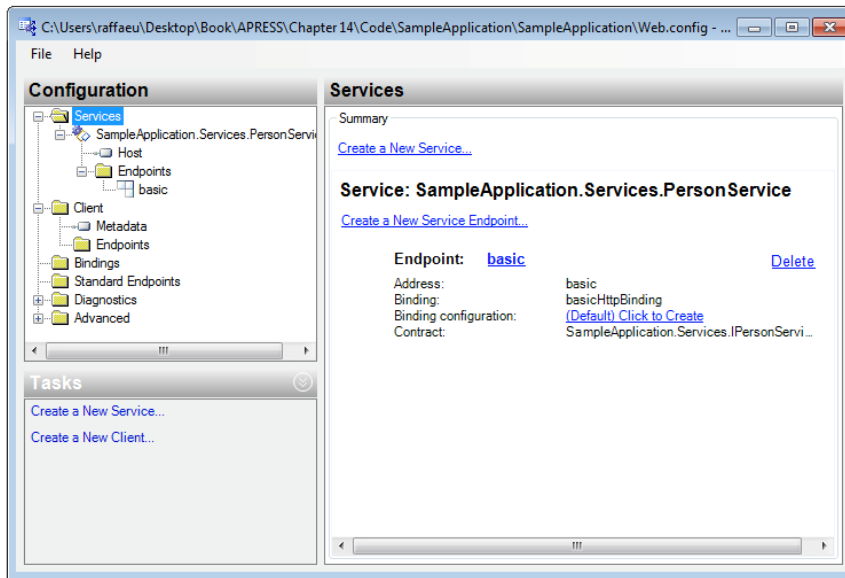 C:\Users\raffaeu\Desktop\Book\APRESS\Chapter 14\Code\SampleApplication\SampleApplication\Web.config - ...
File Help
Configuration
Services
SampleApplication.Services.PersonServi
Host
Endpoints
basic
Client
Metadata
Endpoints
Bindings
Standard Endpoints
Diagnostics
Advanced
Tasks
Create a New Service...
Create a New Client...
Services
Summary
Create a New Service...
Service: SampleApplication.Services.PersonService
Create a New Service Endpoint...
Endpoint: basic Delete
Address: basic
Binding: basicHttpBinding
Binding configuration: (Default) Click to Create
Contract: SampleApplication.Services.IPersonServi...